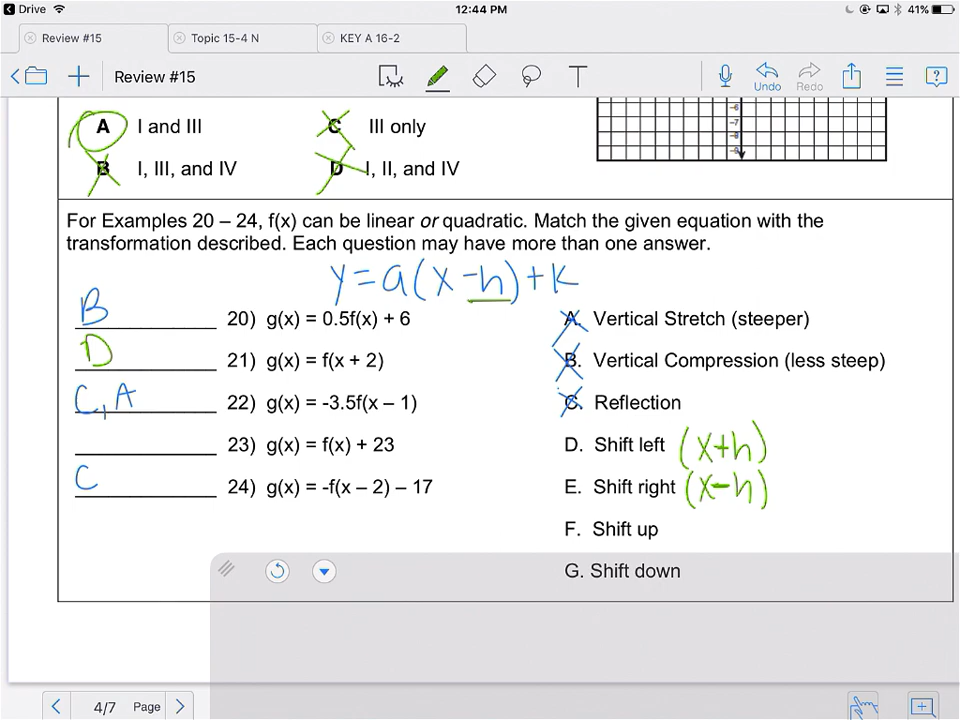 Drive 12:44 PM 41%
Review #15 Topic 15-4 N KEY A 16-2
Review #15 T Undo Redo ?
-6
-7
-8
-9
A I and III C III only
B I, III, and IV D I, II, and IV
For Examples 20 – 24, f(x) can be linear or quadratic. Match the given equation with the
transformation described. Each question may have more than one answer.
y = a(x - h) + k
B 20) g(x) = 0.5f(x) + 6 A. Vertical Stretch (steeper)
D 21) g(x) = f(x + 2) B. Vertical Compression (less steep)
C, A 22) g(x) = -3.5f(x – 1) C. Reflection
23) g(x) = f(x) + 23 D. Shift left (x+h)
C 24) g(x) = -f(x – 2) – 17 E. Shift right (x-h)
F. Shift up
G. Shift down
4/7 Page